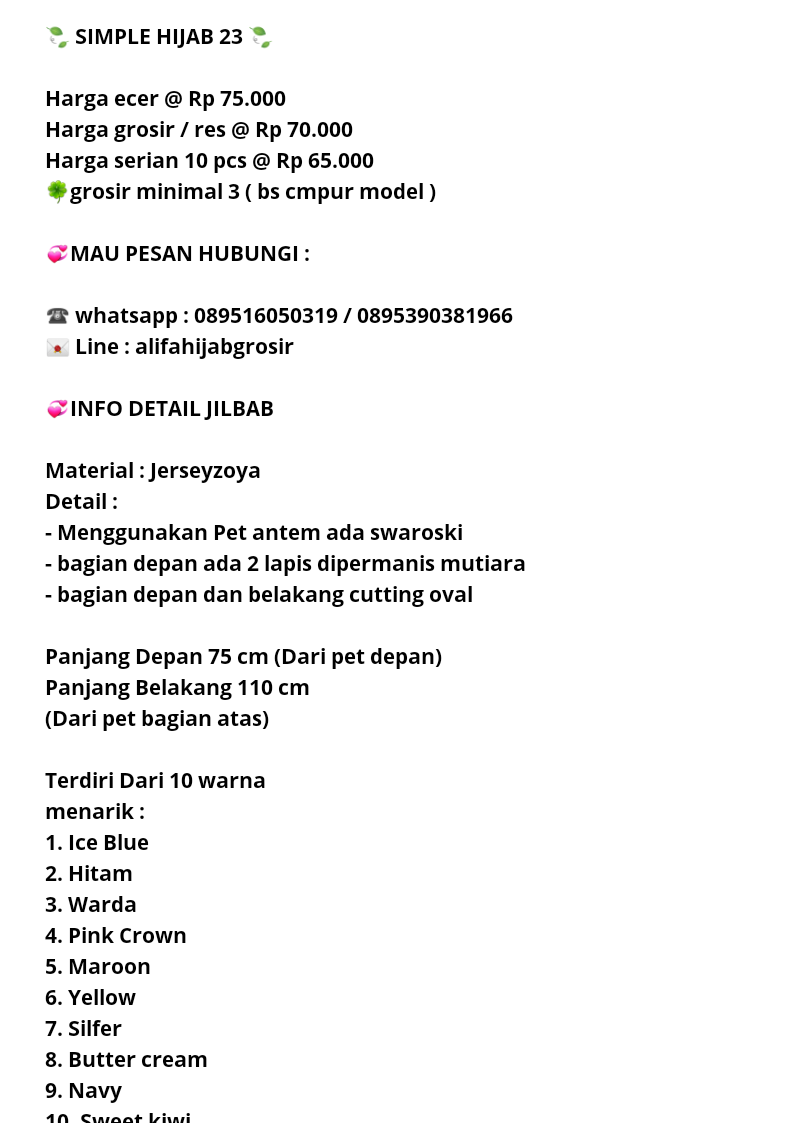 🍃 SIMPLE HIJAB 23 🍃
Harga ecer @ Rp 75.000
Harga grosir / res @ Rp 70.000
Harga serian 10 pcs @ Rp 65.000
🍀grosir minimal 3 ( bs cmpur model )
💞MAU PESAN HUBUNGI :
☎ whatsapp : 089516050319 / 0895390381966
💌 Line : alifahijabgrosir
💞INFO DETAIL JILBAB
Material : Jerseyzoya
Detail :
- Menggunakan Pet antem ada swaroski
- bagian depan ada 2 lapis dipermanis mutiara
- bagian depan dan belakang cutting oval
Panjang Depan 75 cm (Dari pet depan)
Panjang Belakang 110 cm
(Dari pet bagian atas)
Terdiri Dari 10 warna
menarik :
1. Ice Blue
2. Hitam
3. Warda
4. Pink Crown
5. Maroon
6. Yellow
7. Silfer
8. Butter cream
9. Navy
10. Sweet kiwi